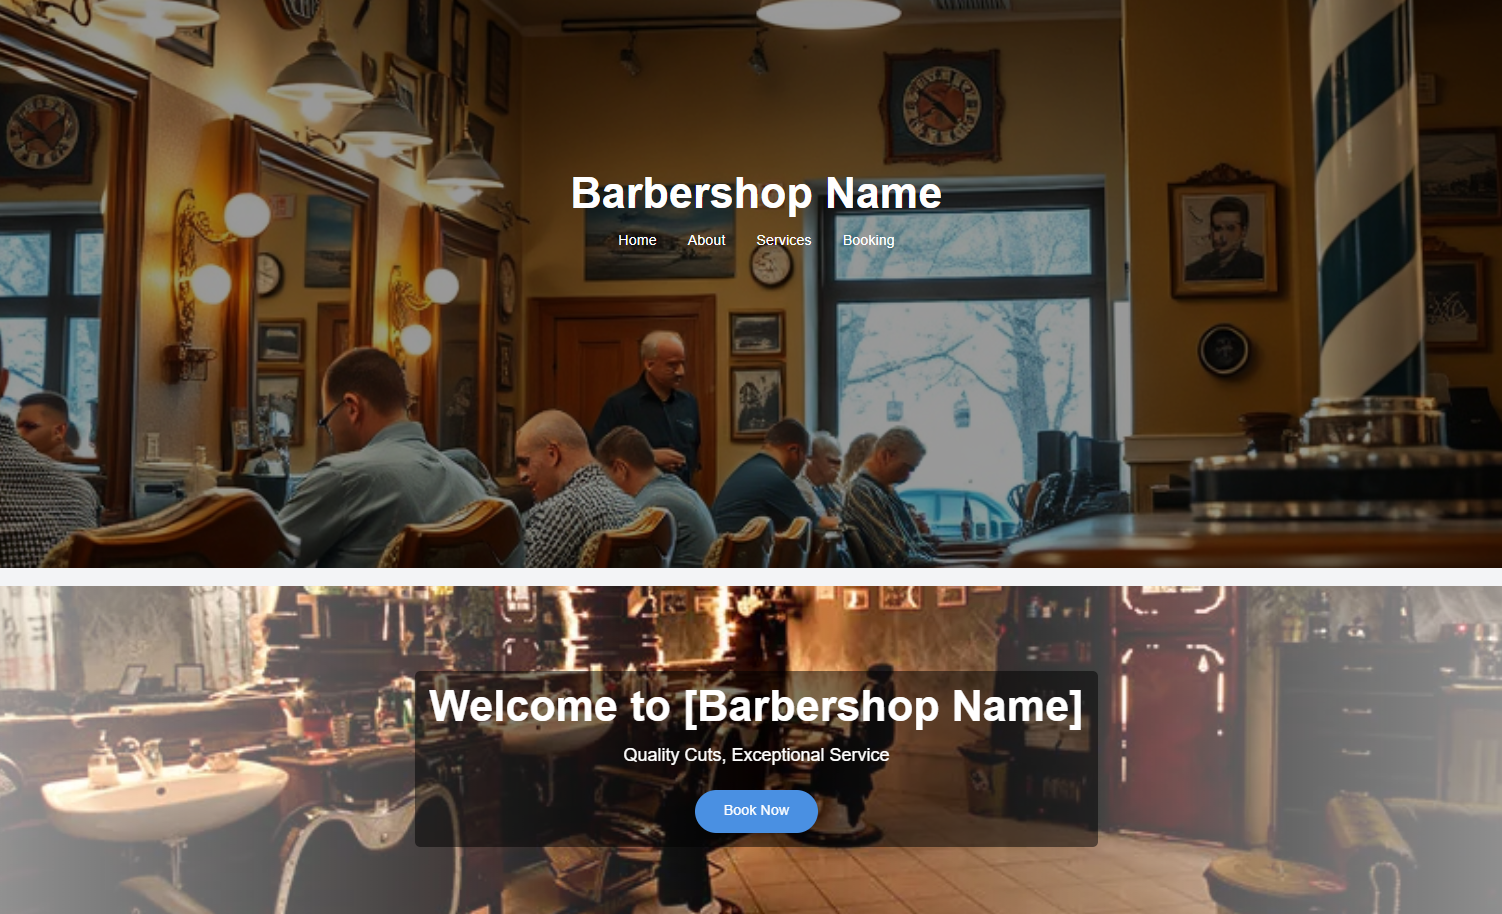 Barbershop Name
Home About Services Booking
Welcome to [Barbershop Name]
Quality Cuts, Exceptional Service
Book Now